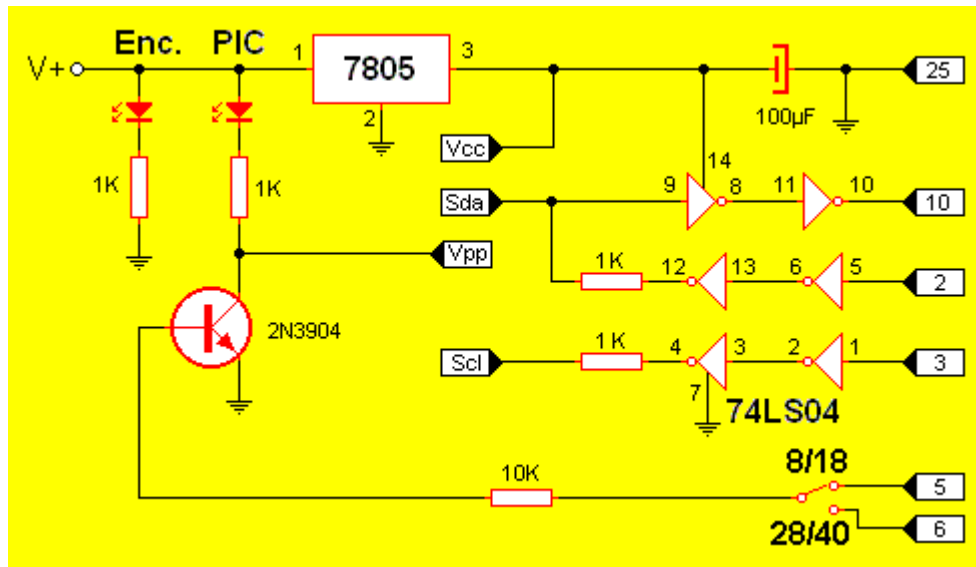 Enc. PIC
V+
1 7805 3
2
100µF
25
Vcc
14
1K 1K
Sda
9 8 11 10
10
Vpp
1K
12 13 6 5
2
2N3904
Scl
1K
4 3 2 1
3
7
74LS04
8/18
10K
5
28/40
6